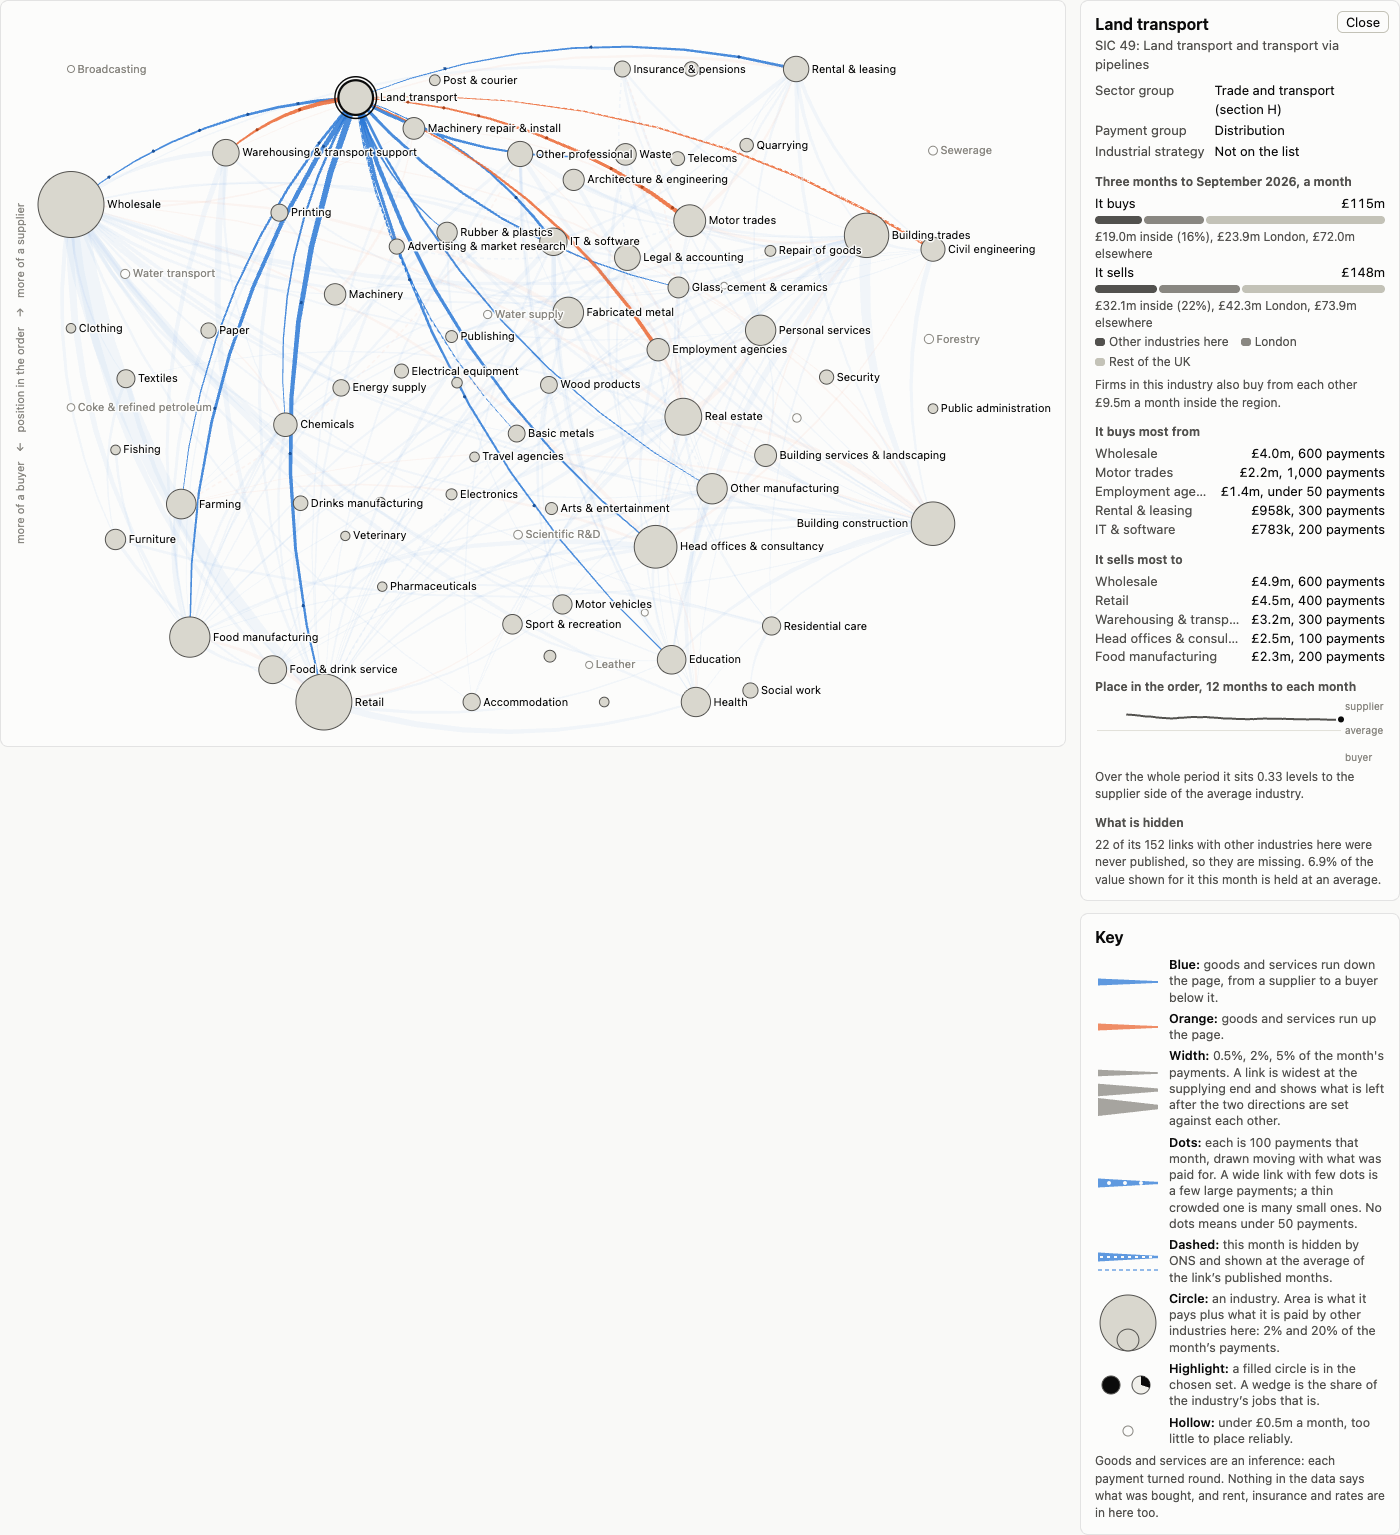 Broadcasting
Post & courier
Insurance & pensions
Rental & leasing
Land transport
Machinery repair & install
Warehousing & transport support
Other professional
Waste
Telecoms
Quarrying
Sewerage
Architecture & engineering
Wholesale
Printing
Motor trades
Rubber & plastics
Advertising & market research
IT & software
Legal & accounting
Repair of goods
Building trades
Civil engineering
Water transport
Machinery
Glass, cement & ceramics
Water supply
Fabricated metal
Clothing
Paper
Publishing
Personal services
Forestry
Employment agencies
Textiles
Electrical equipment
Energy supply
Wood products
Security
Coke & refined petroleum
Chemicals
Real estate
Public administration
Basic metals
Fishing
Travel agencies
Building services & landscaping
Farming
Drinks manufacturing
Electronics
Other manufacturing
Arts & entertainment
Building construction
Furniture
Veterinary
Scientific R&D
Head offices & consultancy
Pharmaceuticals
Motor vehicles
Sport & recreation
Residential care
Food manufacturing
Food & drink service
Leather
Education
Social work
Retail
Accommodation
Health
more of a buyer ← position in the order → more of a supplier
Land transport
Close
SIC 49: Land transport and transport via
pipelines
Sector group Trade and transport
(section H)
Payment group Distribution
Industrial strategy Not on the list
Three months to September 2026, a month
It buys £115m
£19.0m inside (16%), £23.9m London, £72.0m
elsewhere
It sells £148m
£32.1m inside (22%), £42.3m London, £73.9m
elsewhere
Other industries here London
Rest of the UK
Firms in this industry also buy from each other
£9.5m a month inside the region.
It buys most from
Wholesale £4.0m, 600 payments
Motor trades £2.2m, 1,000 payments
Employment age... £1.4m, under 50 payments
Rental & leasing £958k, 300 payments
IT & software £783k, 200 payments
It sells most to
Wholesale £4.9m, 600 payments
Retail £4.5m, 400 payments
Warehousing & transp... £3.2m, 300 payments
Head offices & consul... £2.5m, 100 payments
Food manufacturing £2.3m, 200 payments
Place in the order, 12 months to each month
supplier
average
buyer
Over the whole period it sits 0.33 levels to the
supplier side of the average industry.
What is hidden
22 of its 152 links with other industries here were
never published, so they are missing. 6.9% of the
value shown for it this month is held at an average.
Key
Blue: goods and services run down
the page, from a supplier to a buyer
below it.
Orange: goods and services run up
the page.
Width: 0.5%, 2%, 5% of the month's
payments. A link is widest at the
supplying end and shows what is left
after the two directions are set
against each other.
Dots: each is 100 payments that
month, drawn moving with what was
paid for. A wide link with few dots is
a few large payments; a thin
crowded one is many small ones. No
dots means under 50 payments.
Dashed: this month is hidden by
ONS and shown at the average of
the link's published months.
Circle: an industry. Area is what it
pays plus what it is paid by other
industries here: 2% and 20% of the
month's payments.
Highlight: a filled circle is in the
chosen set. A wedge is the share of
the industry's jobs that is.
Hollow: under £0.5m a month, too
little to place reliably.
Goods and services are an inference: each
payment turned round. Nothing in the data says
what was bought, and rent, insurance and rates are
in here too.